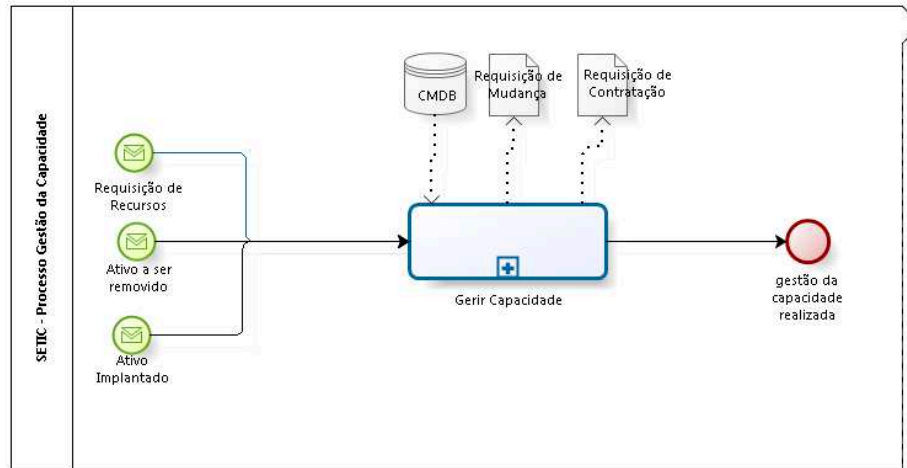 SETIC - Processo Gestão da Capacidade
CMDB
Requisição de
Mudança
Requisição de
Contratação
Requisição de
Recursos
Ativo a ser
removido
Ativo
Implantado
Gerir Capacidade
gestão da
capacidade
realizada